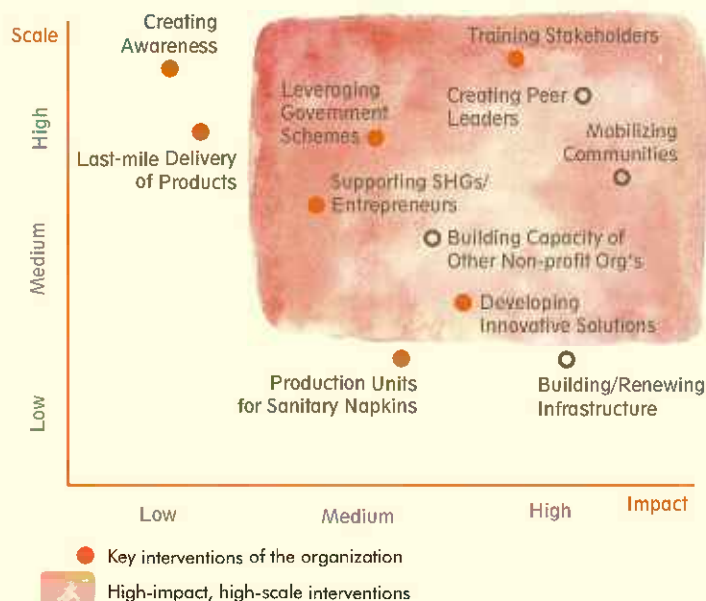 Scale
High
Medium
Low
Creating
Awareness
Last-mile Delivery
of Products
Training Stakeholders
Leveraging
Government
Schemes
Creating Peer
Leaders
Mobilizing
Communities
Supporting SHGs/
Entrepreneurs
Building Capacity of
Other Non-profit Org's
Developing
Innovative Solutions
Production Units
for Sanitary Napkins
Building/Renewing
Infrastructure
Low
Medium
High
Impact
Key interventions of the organization
High-impact, high-scale interventions